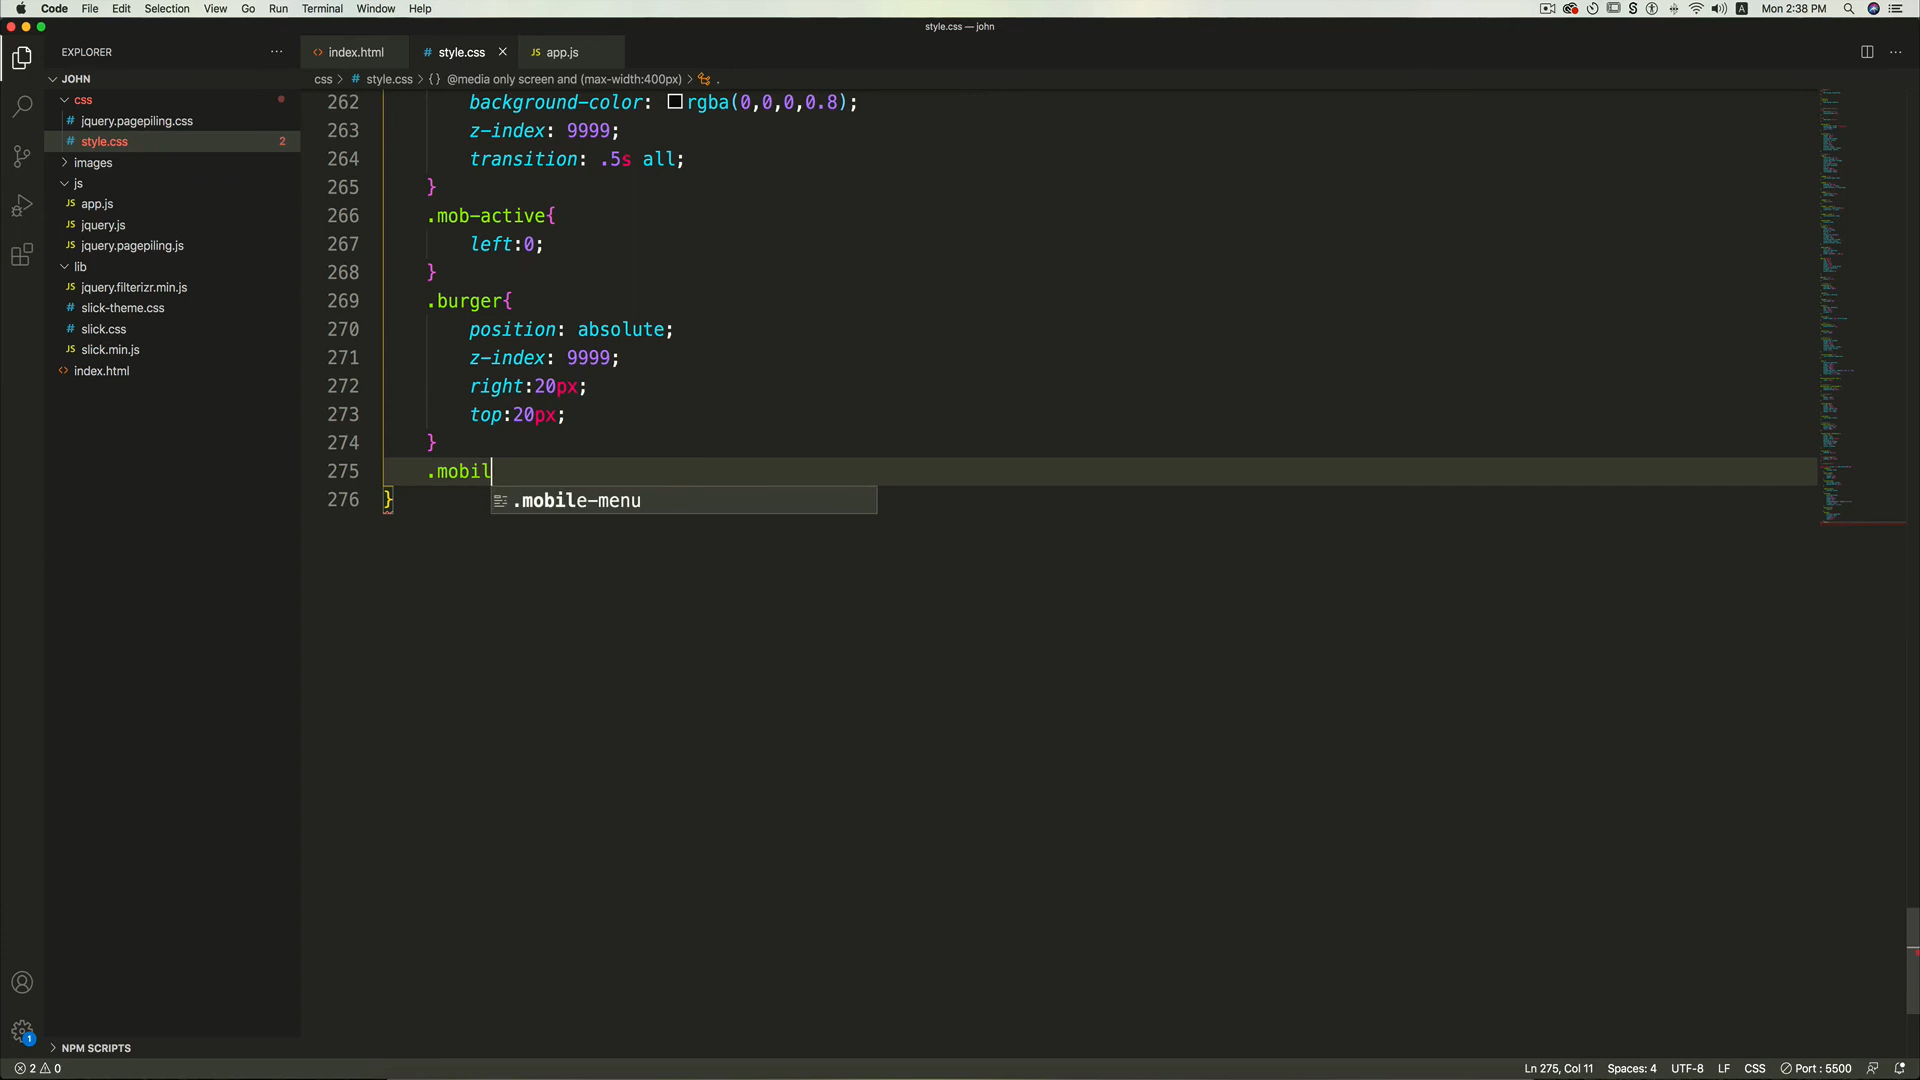 Code File Edit Selection View Go Run Terminal Window Help
Mon 2:38 PM
style.css — john
EXPLORER
index.html
style.css
app.js
JOHN
css > style.css > {} @media only screen and (max-width:400px) > .
css
jquery.pagepiling.css
style.css 2
images
js
app.js
jquery.js
jquery.pagepiling.js
lib
jquery.filterizr.min.js
slick-theme.css
slick.css
slick.min.js
index.html
262 background-color: rgba(0,0,0,0.8);
263 z-index: 9999;
264 transition: .5s all;
265 }
266 .mob-active{
267 left:0;
268 }
269 .burger{
270 position: absolute;
271 z-index: 9999;
272 right:20px;
273 top:20px;
274 }
275 .mobil
276 }
.mobile-menu
1
NPM SCRIPTS
2 0
Ln 275, Col 11 Spaces: 4 UTF-8 LF CSS Port : 5500